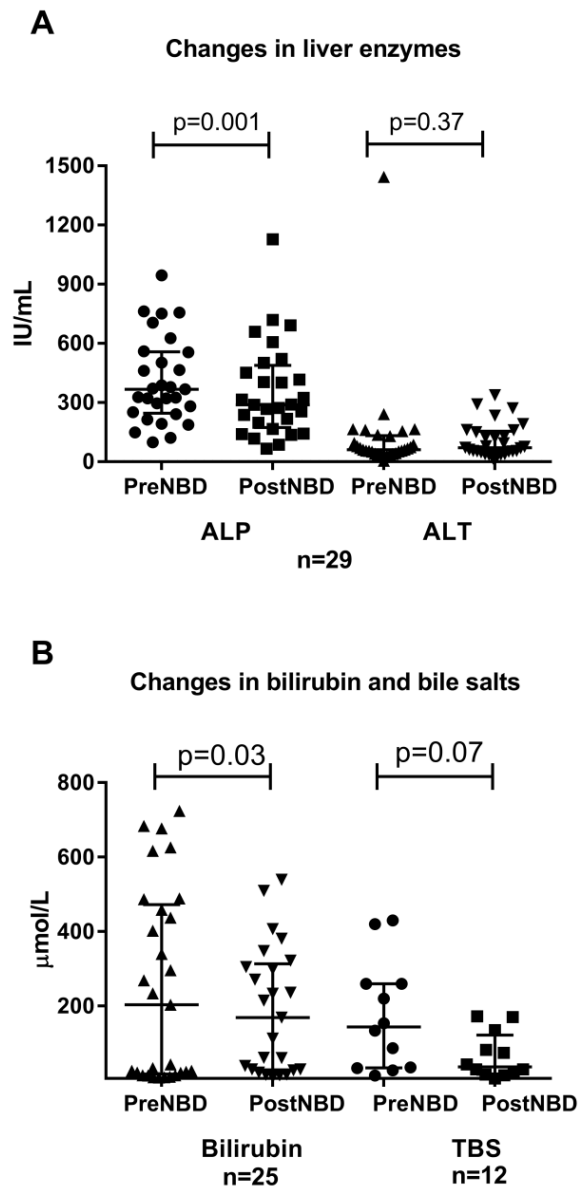 A
Changes in liver enzymes
p=0.001
p=0.37
1500
1200
900
600
300
0
IU/mL
PreNBD
PostNBD
PreNBD
PostNBD
ALP
ALT
n=29
B
Changes in bilirubin and bile salts
p=0.03
p=0.07
800
600
400
200
μmol/L
PreNBD
PostNBD
PreNBD
PostNBD
Bilirubin
TBS
n=25
n=12